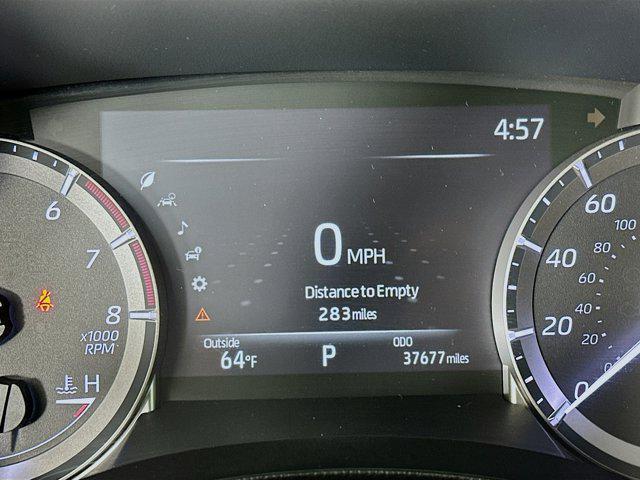 4:57
6
7
8
x1000
RPM
H
0 MPH
Distance to Empty
283 miles
Outside
64°F
P
ODO
37677 miles
60
40
20
0
100
80
60
40
20